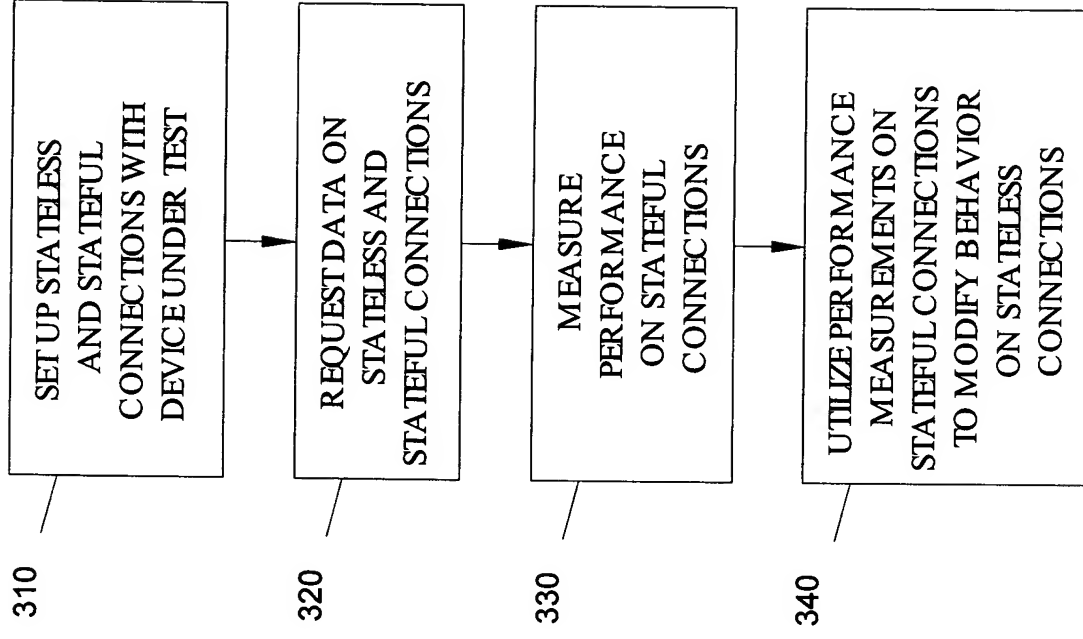 310
SET UP STATELESS
AND STATEFUL
CONNECTIONS WITH
DEVICE UNDER TEST
320
REQUEST DATA ON
STATELESS AND
STATEFUL CONNECTIONS
330
MEASURE
PERFORMANCE
ON STATEFUL
CONNECTIONS
340
UTILIZE PERFORMANCE
MEASUREMENTS ON
STATEFUL CONNECTIONS
TO MODIFY BEHAVIOR
ON STATELESS
CONNECTIONS